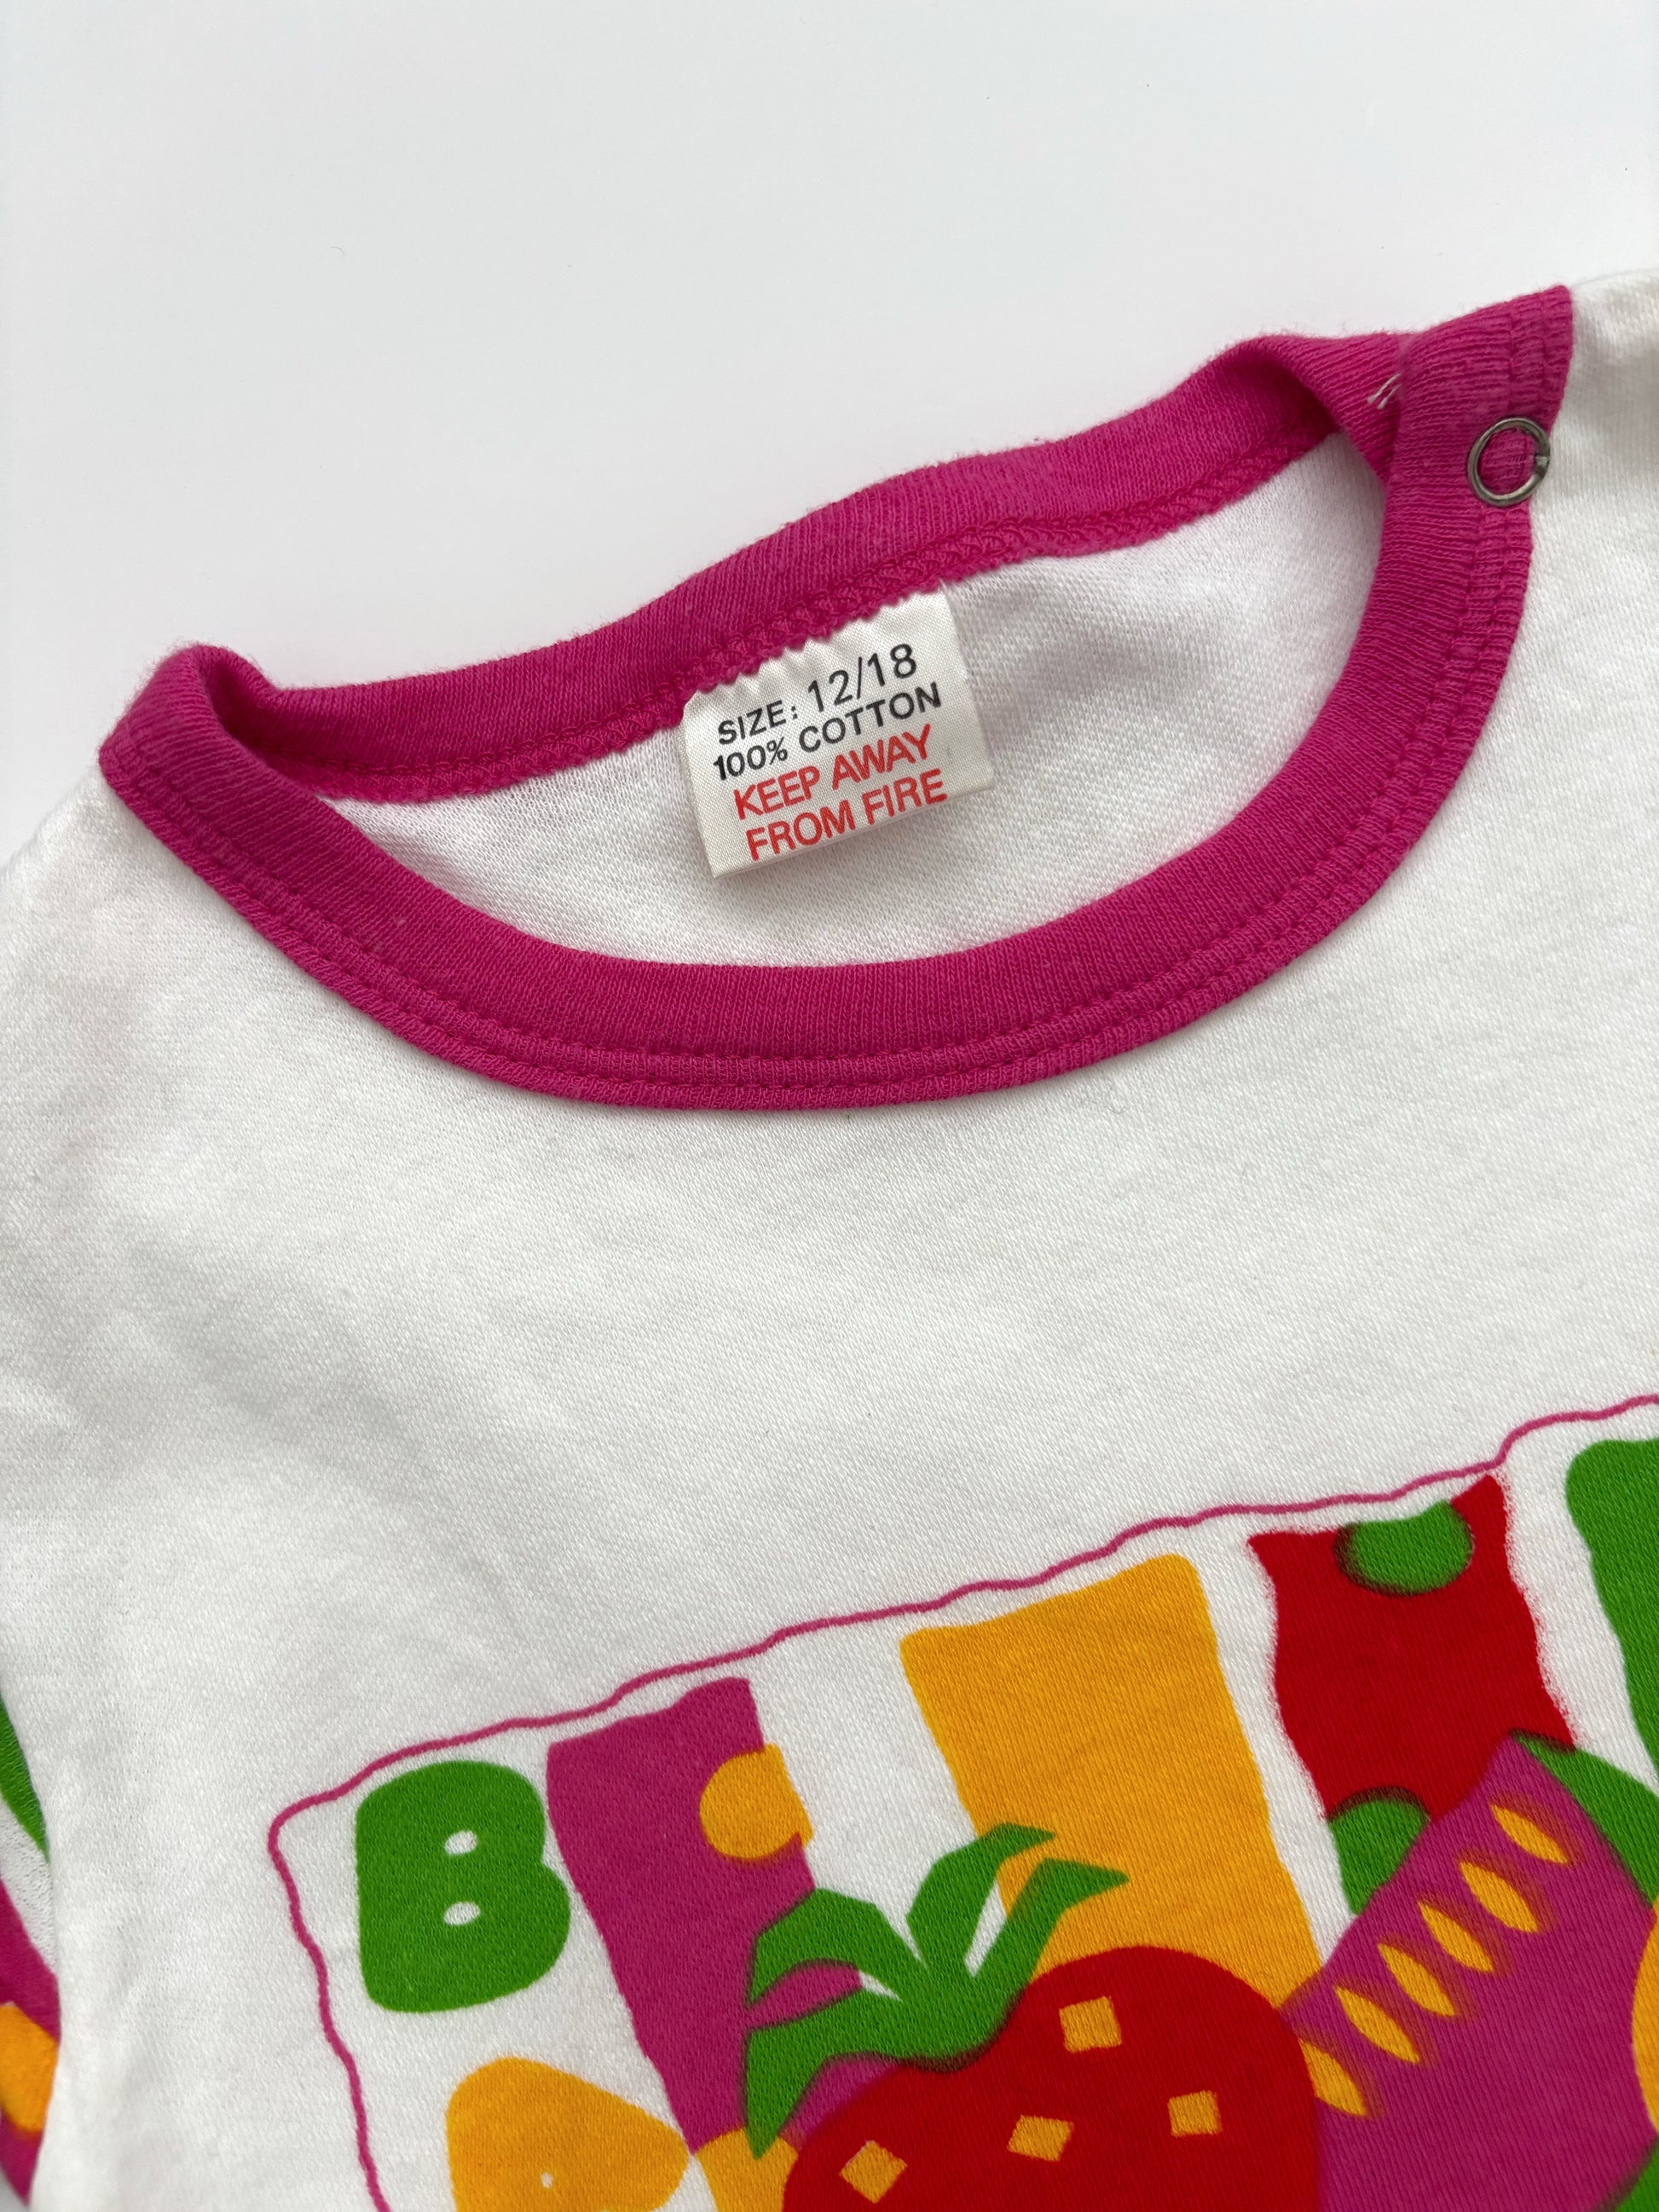 SIZE: 12/18
100% COTTON
KEEP AWAY
FROM FIRE
B
A